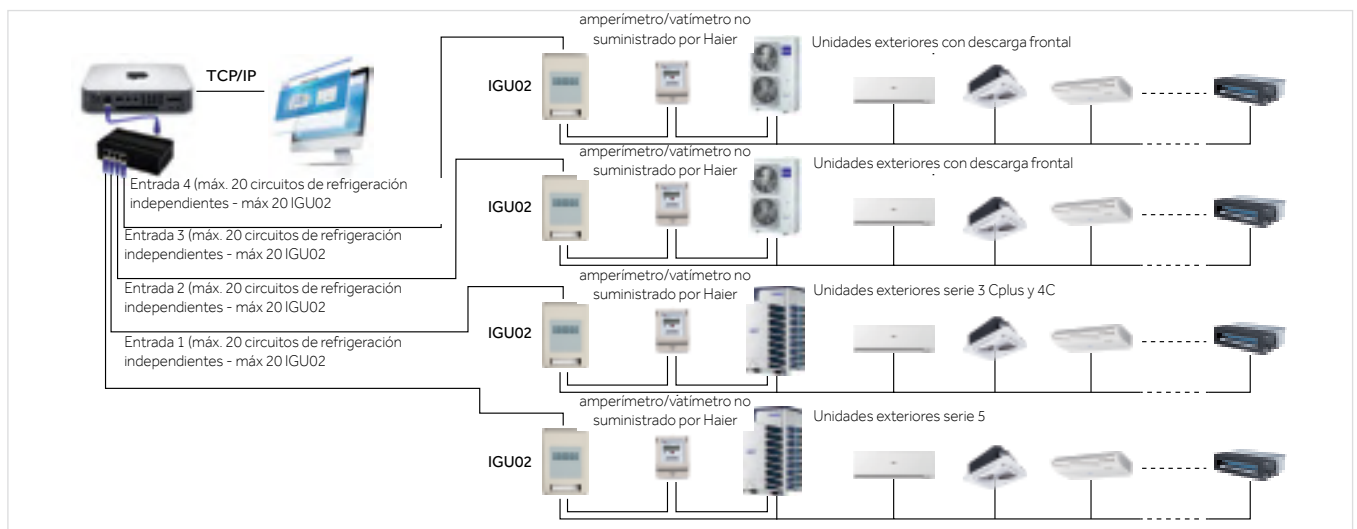 amperímetro/vatímetro no
suministrado por Haier
Unidades exteriores con descarga frontal
TCP/IP
IGU02
amperímetro/vatímetro no
suministrado por Haier
Unidades exteriores con descarga frontal
Entrada 4 (máx. 20 circuitos de refrigeración
independientes - máx 20 IGU02
IGU02
Entrada 3 (máx. 20 circuitos de refrigeración
independientes - máx 20 IGU02
amperímetro/vatímetro no
suministrado por Haier
Unidades exteriores serie 3 Cplus y 4C
Entrada 2 (máx. 20 circuitos de refrigeración
independientes - máx 20 IGU02
IGU02
Entrada 1 (máx. 20 circuitos de refrigeración
independientes - máx 20 IGU02
amperímetro/vatímetro no
suministrado por Haier
Unidades exteriores serie 5
IGU02